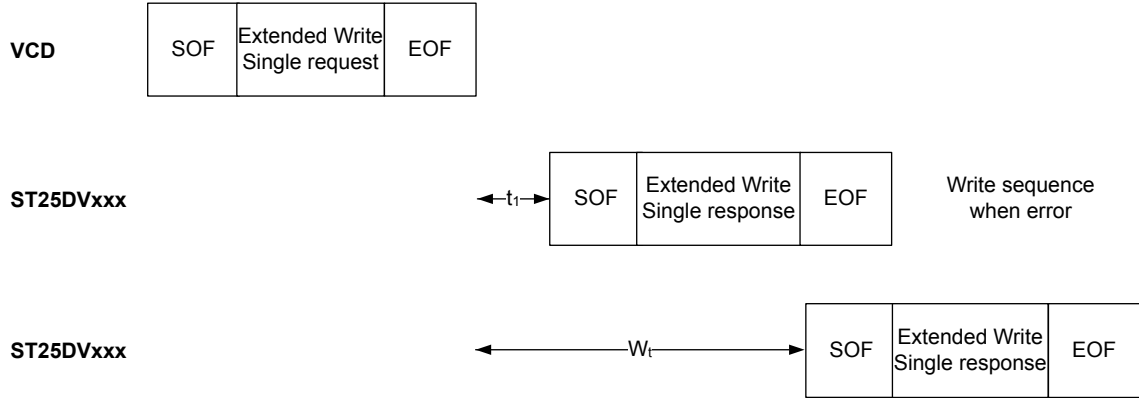 VCD
SOF
Extended Write
Single request
EOF
ST25DVxxx
t1
SOF
Extended Write
Single response
EOF
Write sequence
when error
ST25DVxxx
Wt
SOF
Extended Write
Single response
EOF